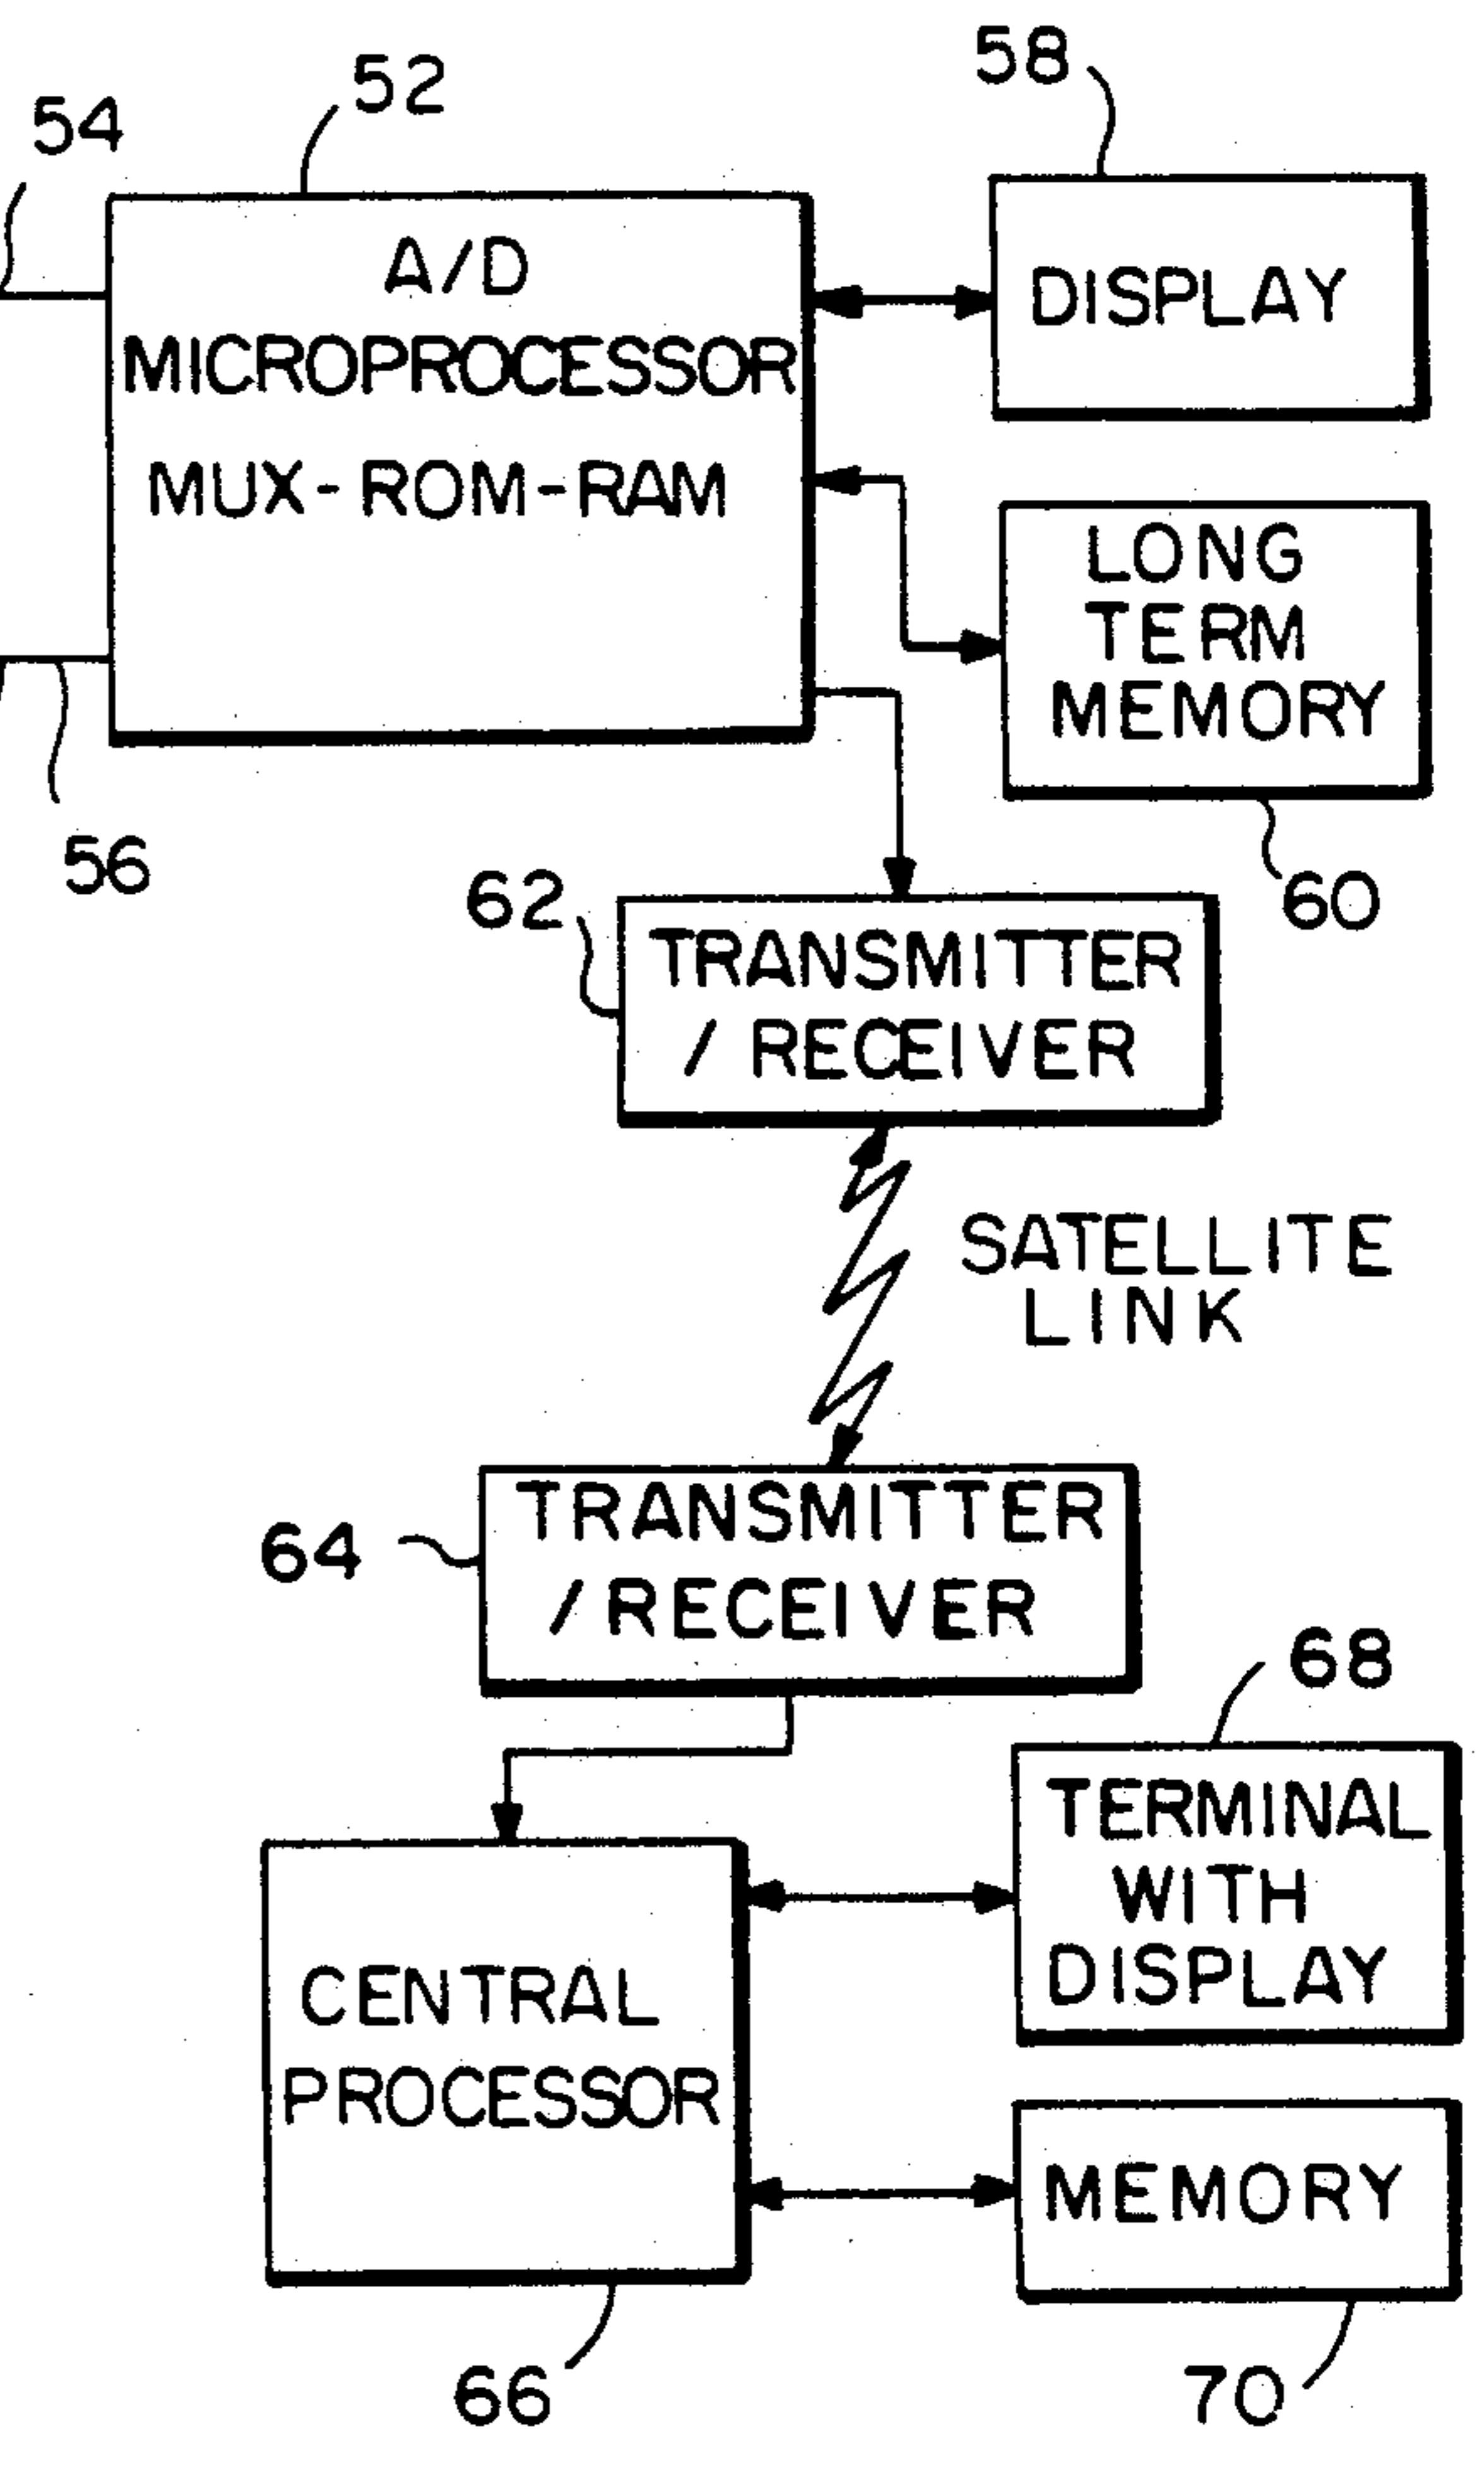 58
52
54
A/D
MICROPROCESSOR
MUX-ROM-RAM
DISPLAY
LONG
TERM
MEMORY
56
60
62
TRANSMITTER
/ RECEIVER
SATELLITE
LINK
64
TRANSMITTER
/ RECEIVER
68
TERMINAL
WITH
DISPLAY
CENTRAL
PROCESSOR
MEMORY
66
70